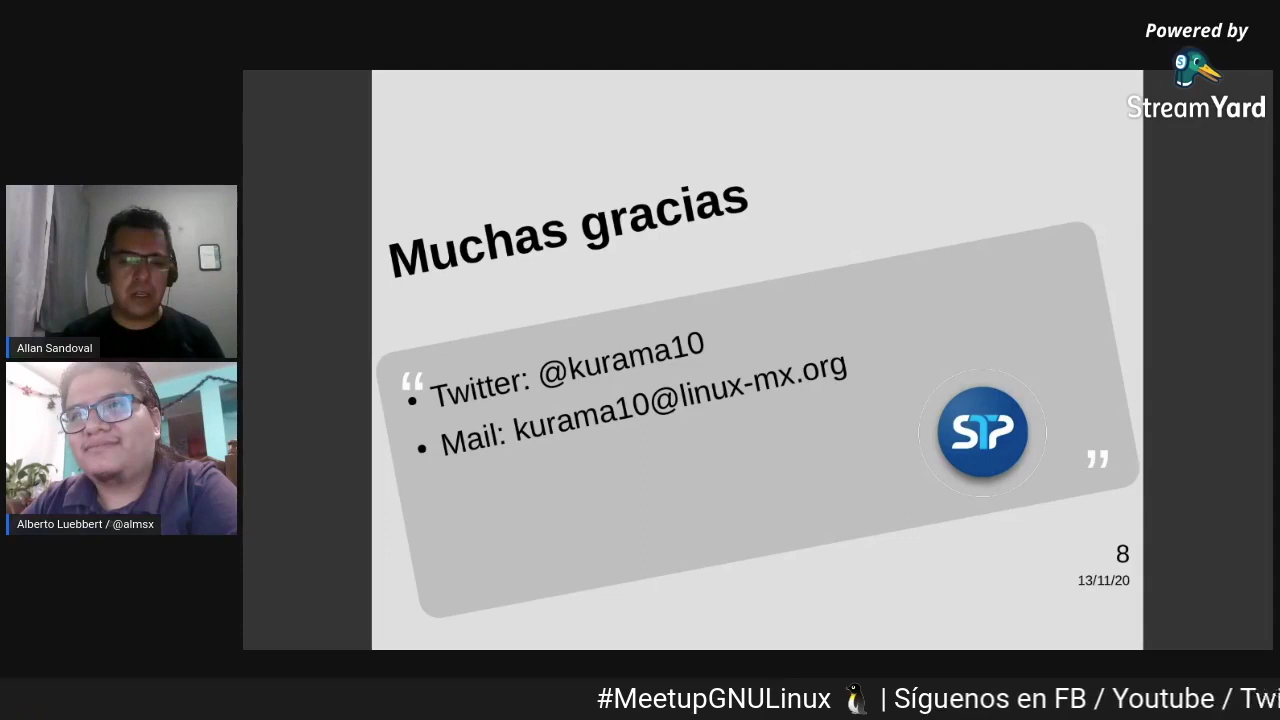 Powered by
StreamYard
Muchas gracias
“
• Twitter: @kurama10
• Mail: kurama10@linux-mx.org
STP
”
8
13/11/20
Allan Sandoval
Alberto Luebbert / @almsx
#MeetupGNULinux 🐧 | Síguenos en FB / Youtube / Twi